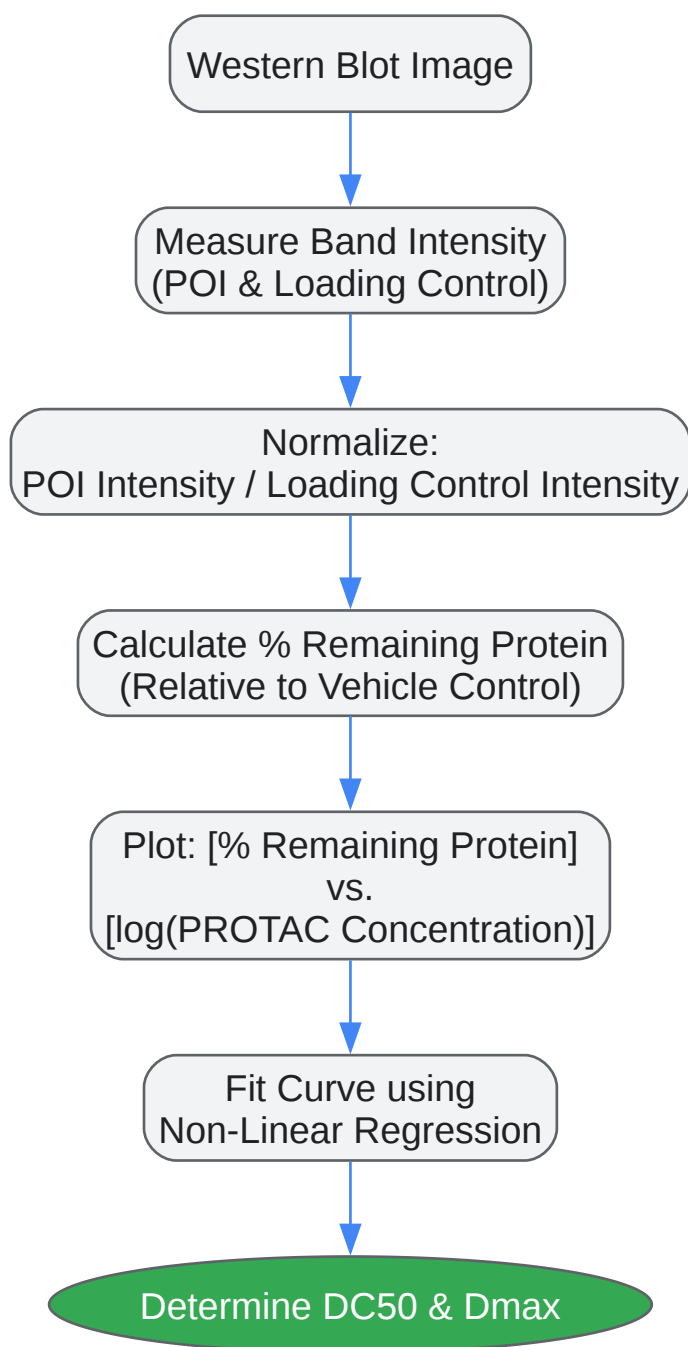 Western Blot Image
Measure Band Intensity
(POI & Loading Control)
Normalize:
POI Intensity / Loading Control Intensity
Calculate % Remaining Protein
(Relative to Vehicle Control)
Plot: [% Remaining Protein]
vs.
[log(PROTAC Concentration)]
Fit Curve using
Non-Linear Regression
Determine DC50 & Dmax